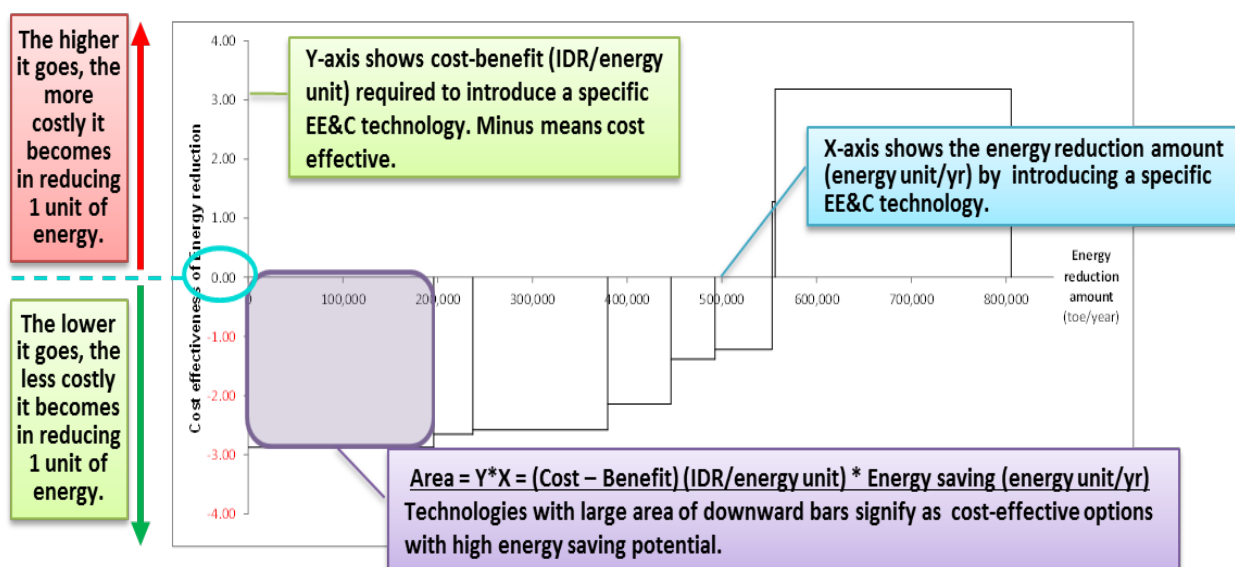 The higher
it goes, the
more
costly it
becomes
in reducing
1 unit of
energy.
The lower
it goes, the
less costly
it becomes
in reducing
1 unit of
energy.
Cost effectiveness of Energy reduction
4.00
3.00
2.00
1.00
0.00
-1.00
-2.00
-3.00
-4.00
Y-axis shows cost-benefit (IDR/energy
unit) required to introduce a specific
EE&C technology. Minus means cost
effective.
X-axis shows the energy reduction amount
(energy unit/yr) by introducing a specific
EE&C technology.
0
100,000
200,000
300,000
400,000
500,000
600,000
700,000
800,000
Energy
reduction
amount
(toe/year)
Area = Y*X = (Cost – Benefit) (IDR/energy unit) * Energy saving (energy unit/yr)
Technologies with large area of downward bars signify as cost-effective options
with high energy saving potential.